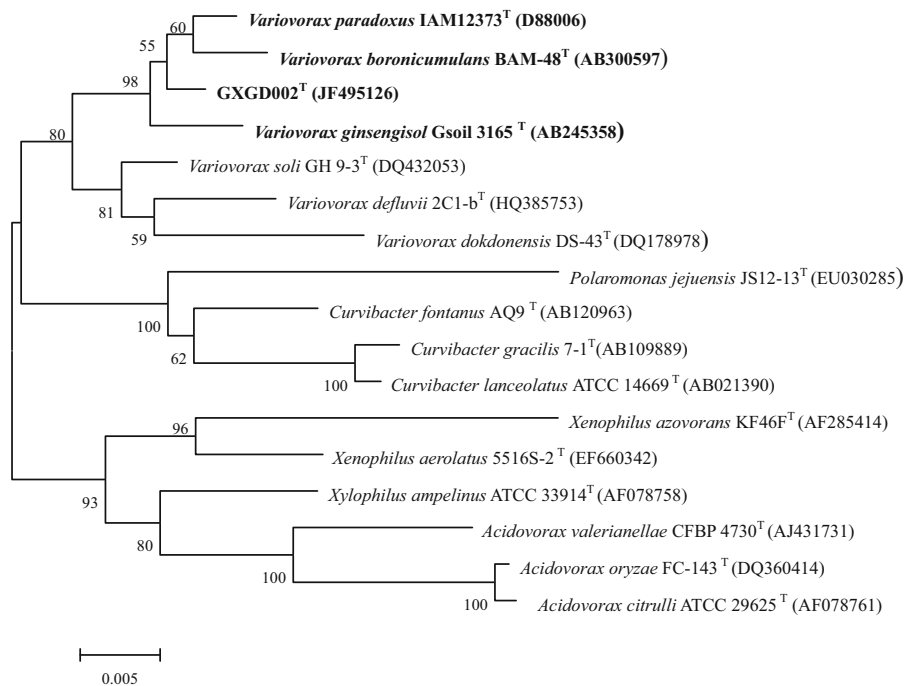 Variovorax paradoxus IAM12373ᵀ (D88006)
60
55
Variovorax boronicumulans BAM-48ᵀ (AB300597)
98
GXGD002ᵀ (JF495126)
Variovorax ginsengisol Gsoil 3165 ᵀ (AB245358)
80
Variovorax soli GH 9-3ᵀ (DQ432053)
Variovorax defluvii 2C1-bᵀ (HQ385753)
81
59
Variovorax dokdonensis DS-43ᵀ (DQ178978)
Polaromonas jejuensis JS12-13ᵀ (EU030285)
Curvibacter fontanus AQ9 ᵀ (AB120963)
100
Curvibacter gracilis 7-1ᵀ(AB109889)
62
Curvibacter lanceolatus ATCC 14669 ᵀ (AB021390)
100
Xenophilus azovorans KF46Fᵀ (AF285414)
96
Xenophilus aerolatus 5516S-2 ᵀ (EF660342)
93
Xylophilus ampelinus ATCC 33914ᵀ (AF078758)
Acidovorax valerianellae CFBP 4730ᵀ (AJ431731)
80
Acidovorax oryzae FC-143 ᵀ (DQ360414)
100
Acidovorax citrulli ATCC 29625 ᵀ (AF078761)
100
0.005